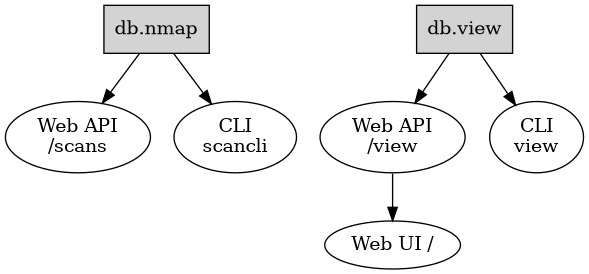 db.nmap
db.view
Web API
/scans
CLI
scancli
Web API
/view
CLI
view
Web UI /